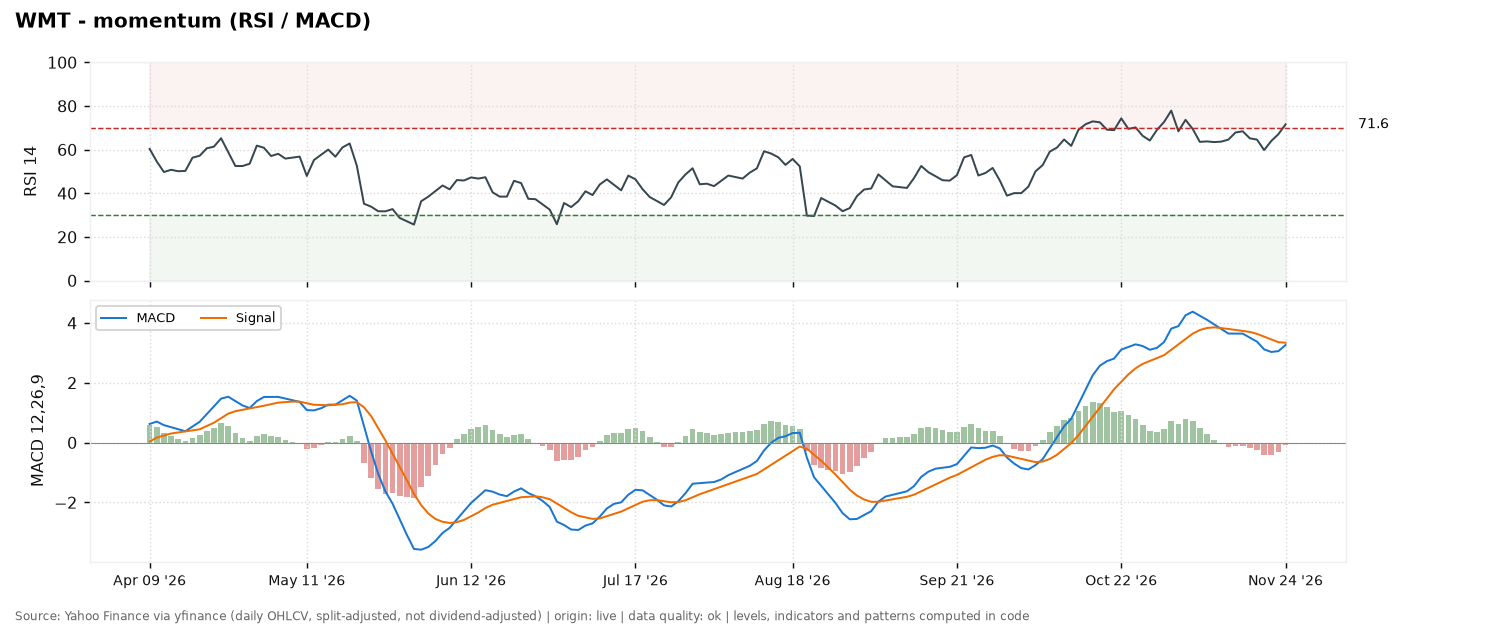 WMT - momentum (RSI / MACD)
100
80
60
40
20
0
RSI 14
71.6
MACD
Signal
4
2
0
−2
MACD 12,26,9
Apr 09 '26
May 11 '26
Jun 12 '26
Jul 17 '26
Aug 18 '26
Sep 21 '26
Oct 22 '26
Nov 24 '26
Source: Yahoo Finance via yfinance (daily OHLCV, split-adjusted, not dividend-adjusted) | origin: live | data quality: ok | levels, indicators and patterns computed in code